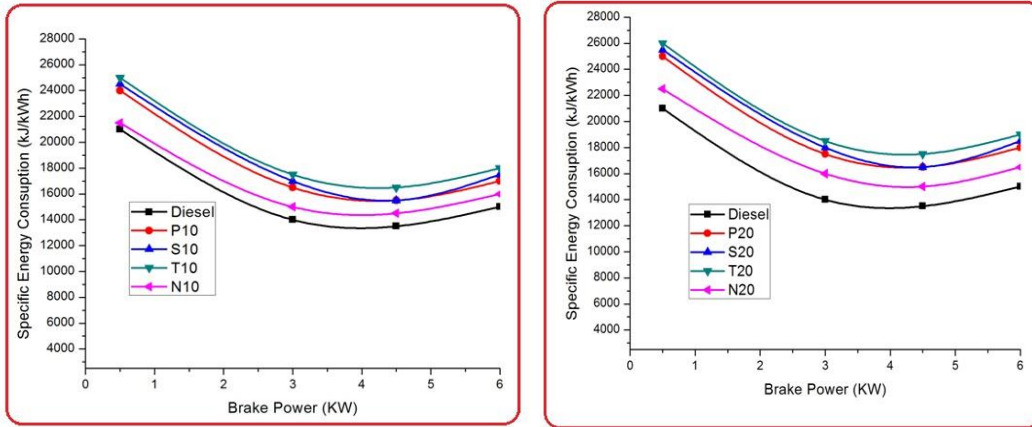 28000
26000
24000
22000
20000
18000
16000
14000
12000
10000
8000
6000
4000
Specific Energy Consuption (kJ/kWh)
Diesel
P10
S10
T10
N10
0 1 2 3 4 5 6
Brake Power (KW)
28000
26000
24000
22000
20000
18000
16000
14000
12000
10000
8000
6000
4000
Specific Energy Consuption (kJ/kWh)
Diesel
P20
S20
T20
N20
0 1 2 3 4 5 6
Brake Power (KW)